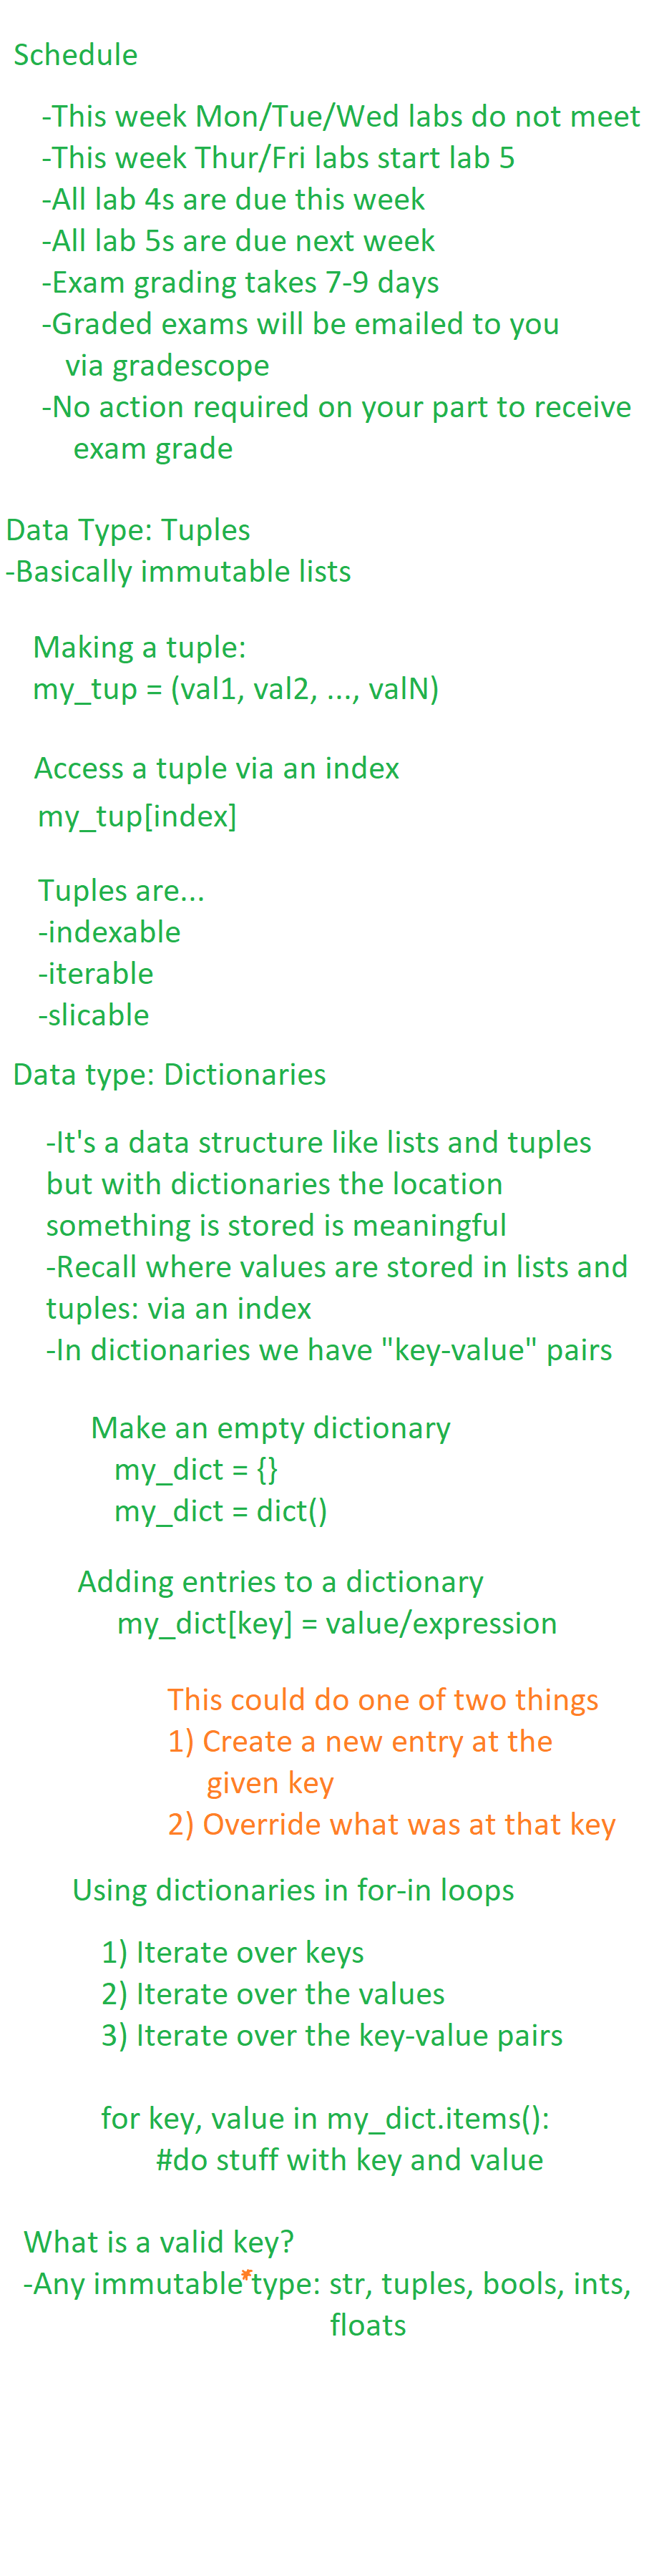 Schedule
-This week Mon/Tue/Wed labs do not meet
-This week Thur/Fri labs start lab 5
-All lab 4s are due this week
-All lab 5s are due next week
-Exam grading takes 7-9 days
-Graded exams will be emailed to you
via gradescope
-No action required on your part to receive
exam grade
Data Type: Tuples
-Basically immutable lists
Making a tuple:
my_tup = (val1, val2, ..., valN)
Access a tuple via an index
my_tup[index]
Tuples are...
-indexable
-iterable
-slicable
Data type: Dictionaries
-It's a data structure like lists and tuples
but with dictionaries the location
something is stored is meaningful
-Recall where values are stored in lists and
tuples: via an index
-In dictionaries we have "key-value" pairs
Make an empty dictionary
my_dict = {}
my_dict = dict()
Adding entries to a dictionary
my_dict[key] = value/expression
This could do one of two things
1) Create a new entry at the
given key
2) Override what was at that key
Using dictionaries in for-in loops
1) Iterate over keys
2) Iterate over the values
3) Iterate over the key-value pairs
for key, value in my_dict.items():
#do stuff with key and value
What is a valid key?
-Any immutable*type: str, tuples, bools, ints,
floats